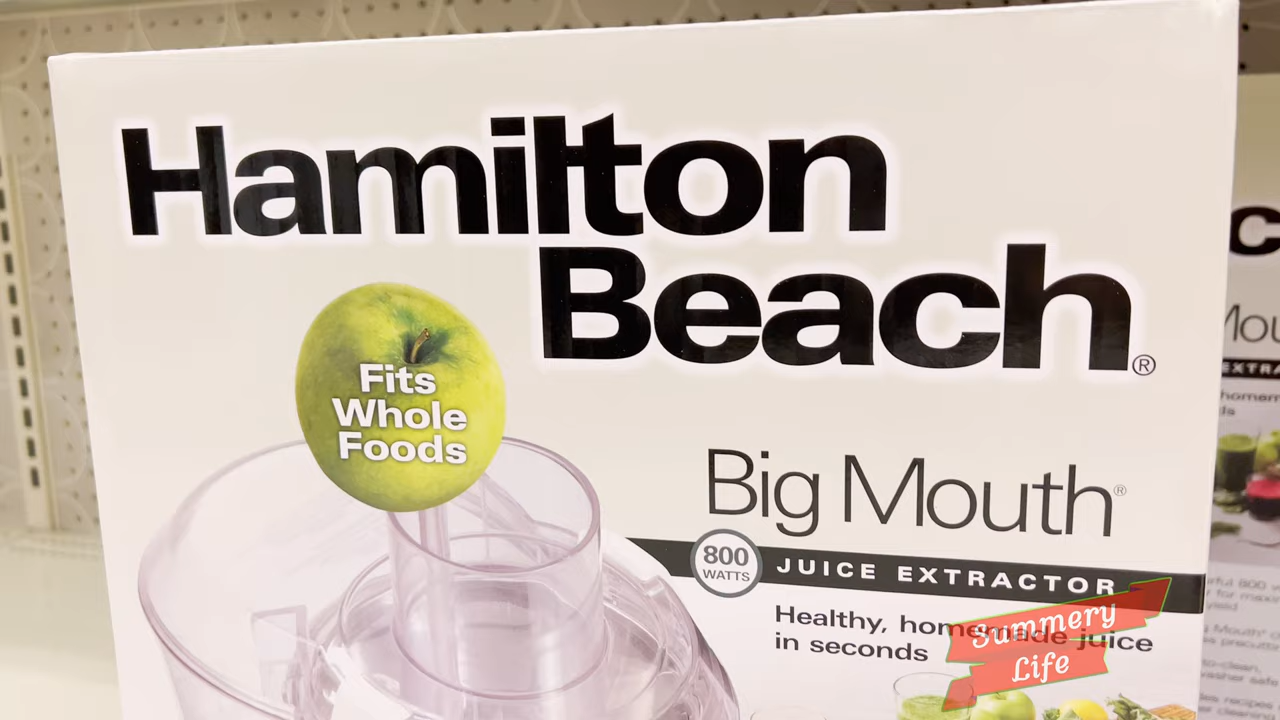 Hamilton
Beach®
Fits
Whole
Foods
Big Mouth®
800
WATTS
JUICE EXTRACTOR
Healthy, homemade juice
in seconds
Summery
Life